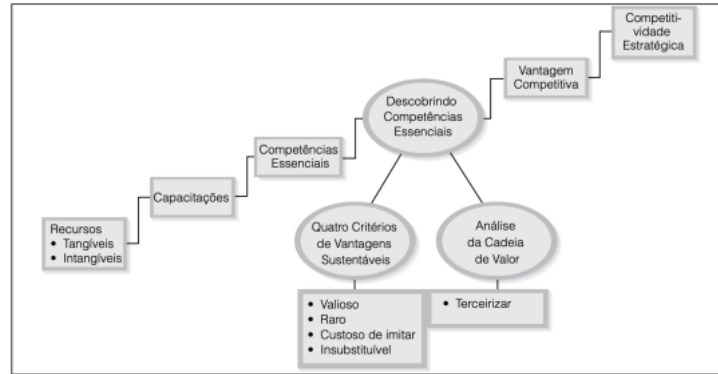 Competiti-
vidade
Estratégica
Vantagem
Competitiva
Descobrindo
Competências
Essenciais
Competências
Essenciais
Capacitações
Recursos
• Tangíveis
• Intangíveis
Quatro Critérios
de Vantagens
Sustentáveis
Análise
da Cadeia
de Valor
• Valioso
• Raro
• Custoso de imitar
• Insubstituível
• Terceirizar